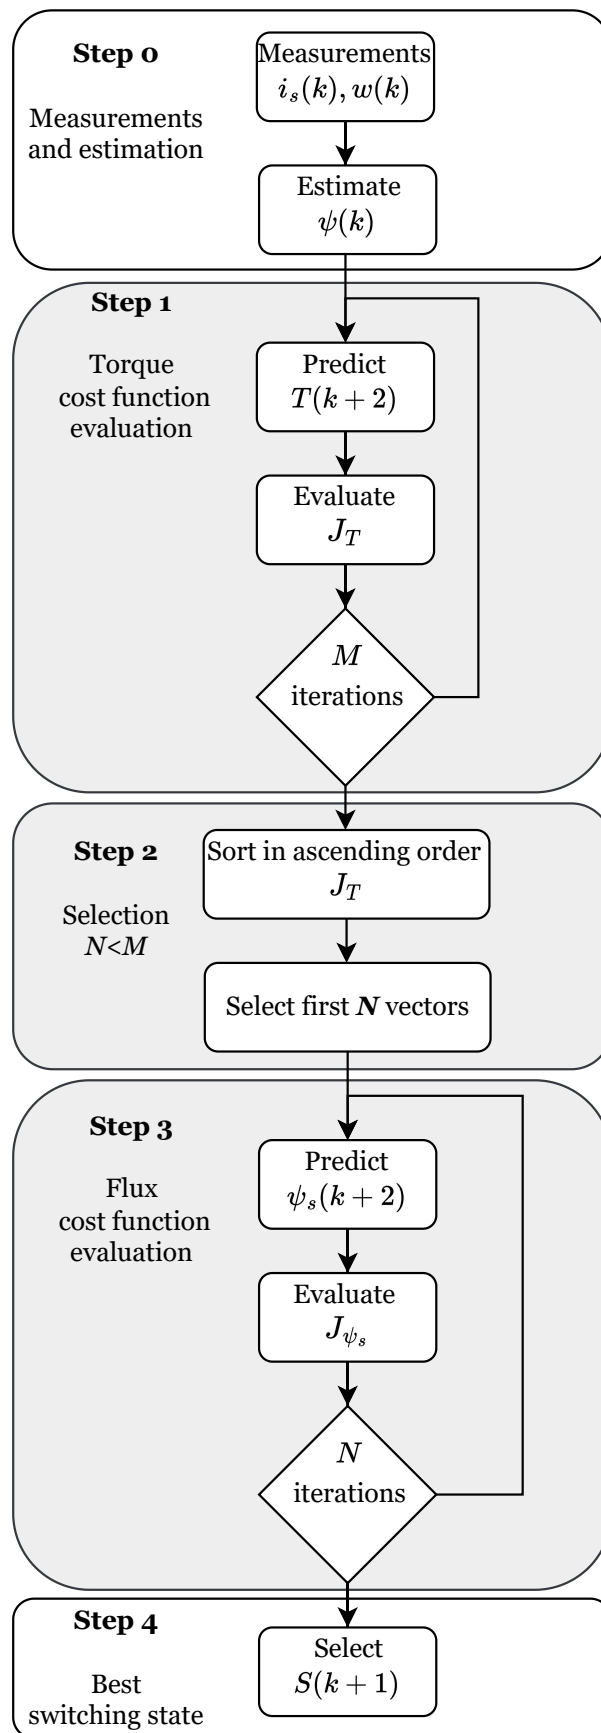 Step 0
Measurements
and estimation
Measurements
i_s(k), w(k)
Estimate
ψ(k)
Step 1
Torque
cost function
evaluation
Predict
T(k + 2)
Evaluate
J_T
M
iterations
Step 2
Selection
N<M
Sort in ascending order
J_T
Select first N vectors
Step 3
Flux
cost function
evaluation
Predict
ψ_s(k + 2)
Evaluate
J_{ψ_s}
N
iterations
Step 4
Best
switching state
Select
S(k + 1)